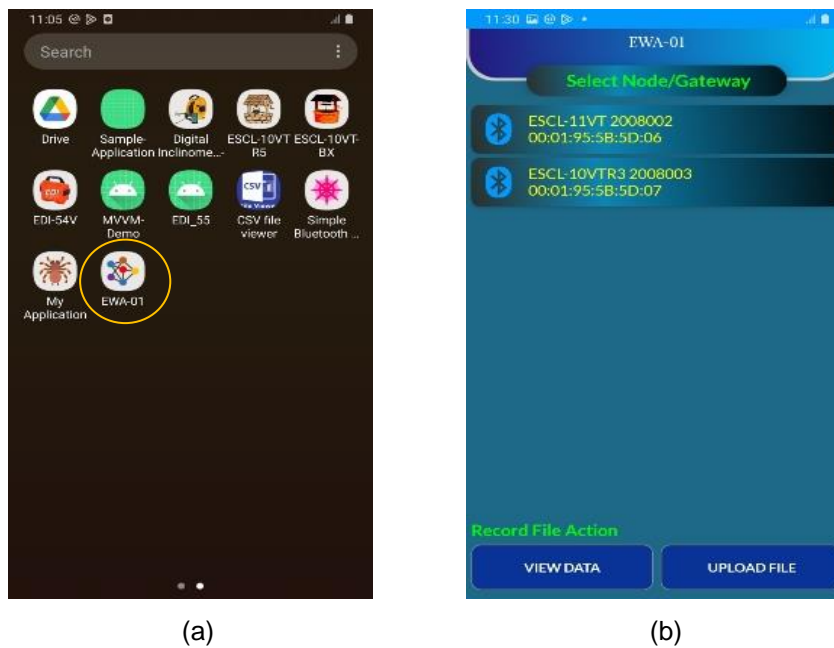 11:05
Search
Drive
Sample-
Application
Digital
Inclinome...-
ESCL-10VT
R5
ESCL-10VT-
BX
EDI
CSV
EDI-54V
MVVM-
Demo
EDI_55
CSV file
viewer
Simple
Bluetooth ...
My
Application
EWA-01
(a)
11:30
EWA-01
Select Node/Gateway
ESCL-11VT 2008002
00:01:95:5B:5D:06
ESCL-10VTR3 2008003
00:01:95:5B:5D:07
Record File Action
VIEW DATA
UPLOAD FILE
(b)